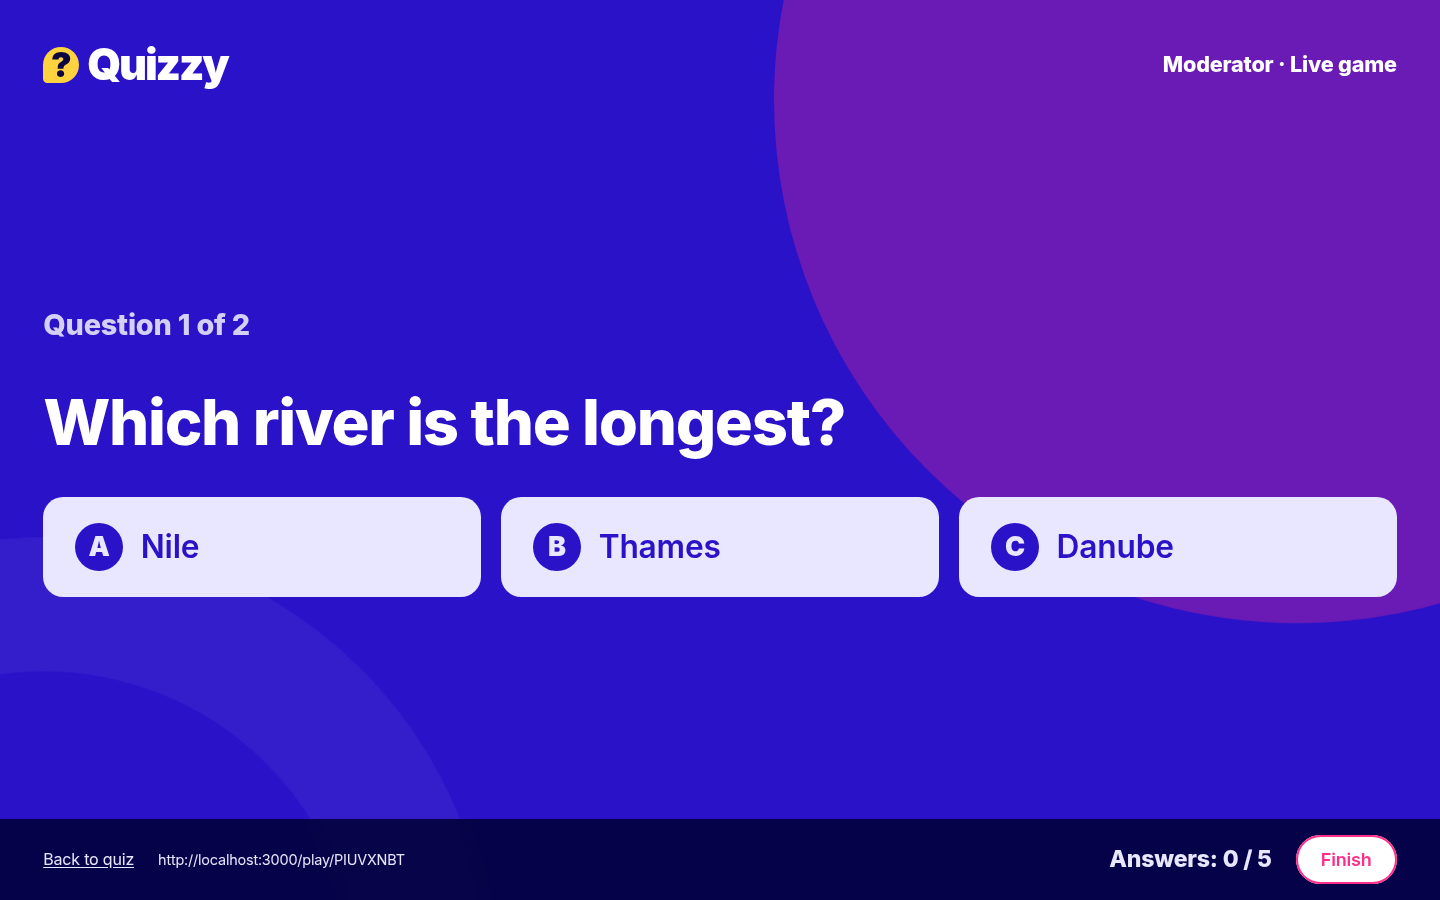 ? Quizzy
Moderator · Live game
Question 1 of 2
Which river is the longest?
A Nile
B Thames
C Danube
Back to quiz http://localhost:3000/play/PIUVXNBT
Answers: 0 / 5 Finish